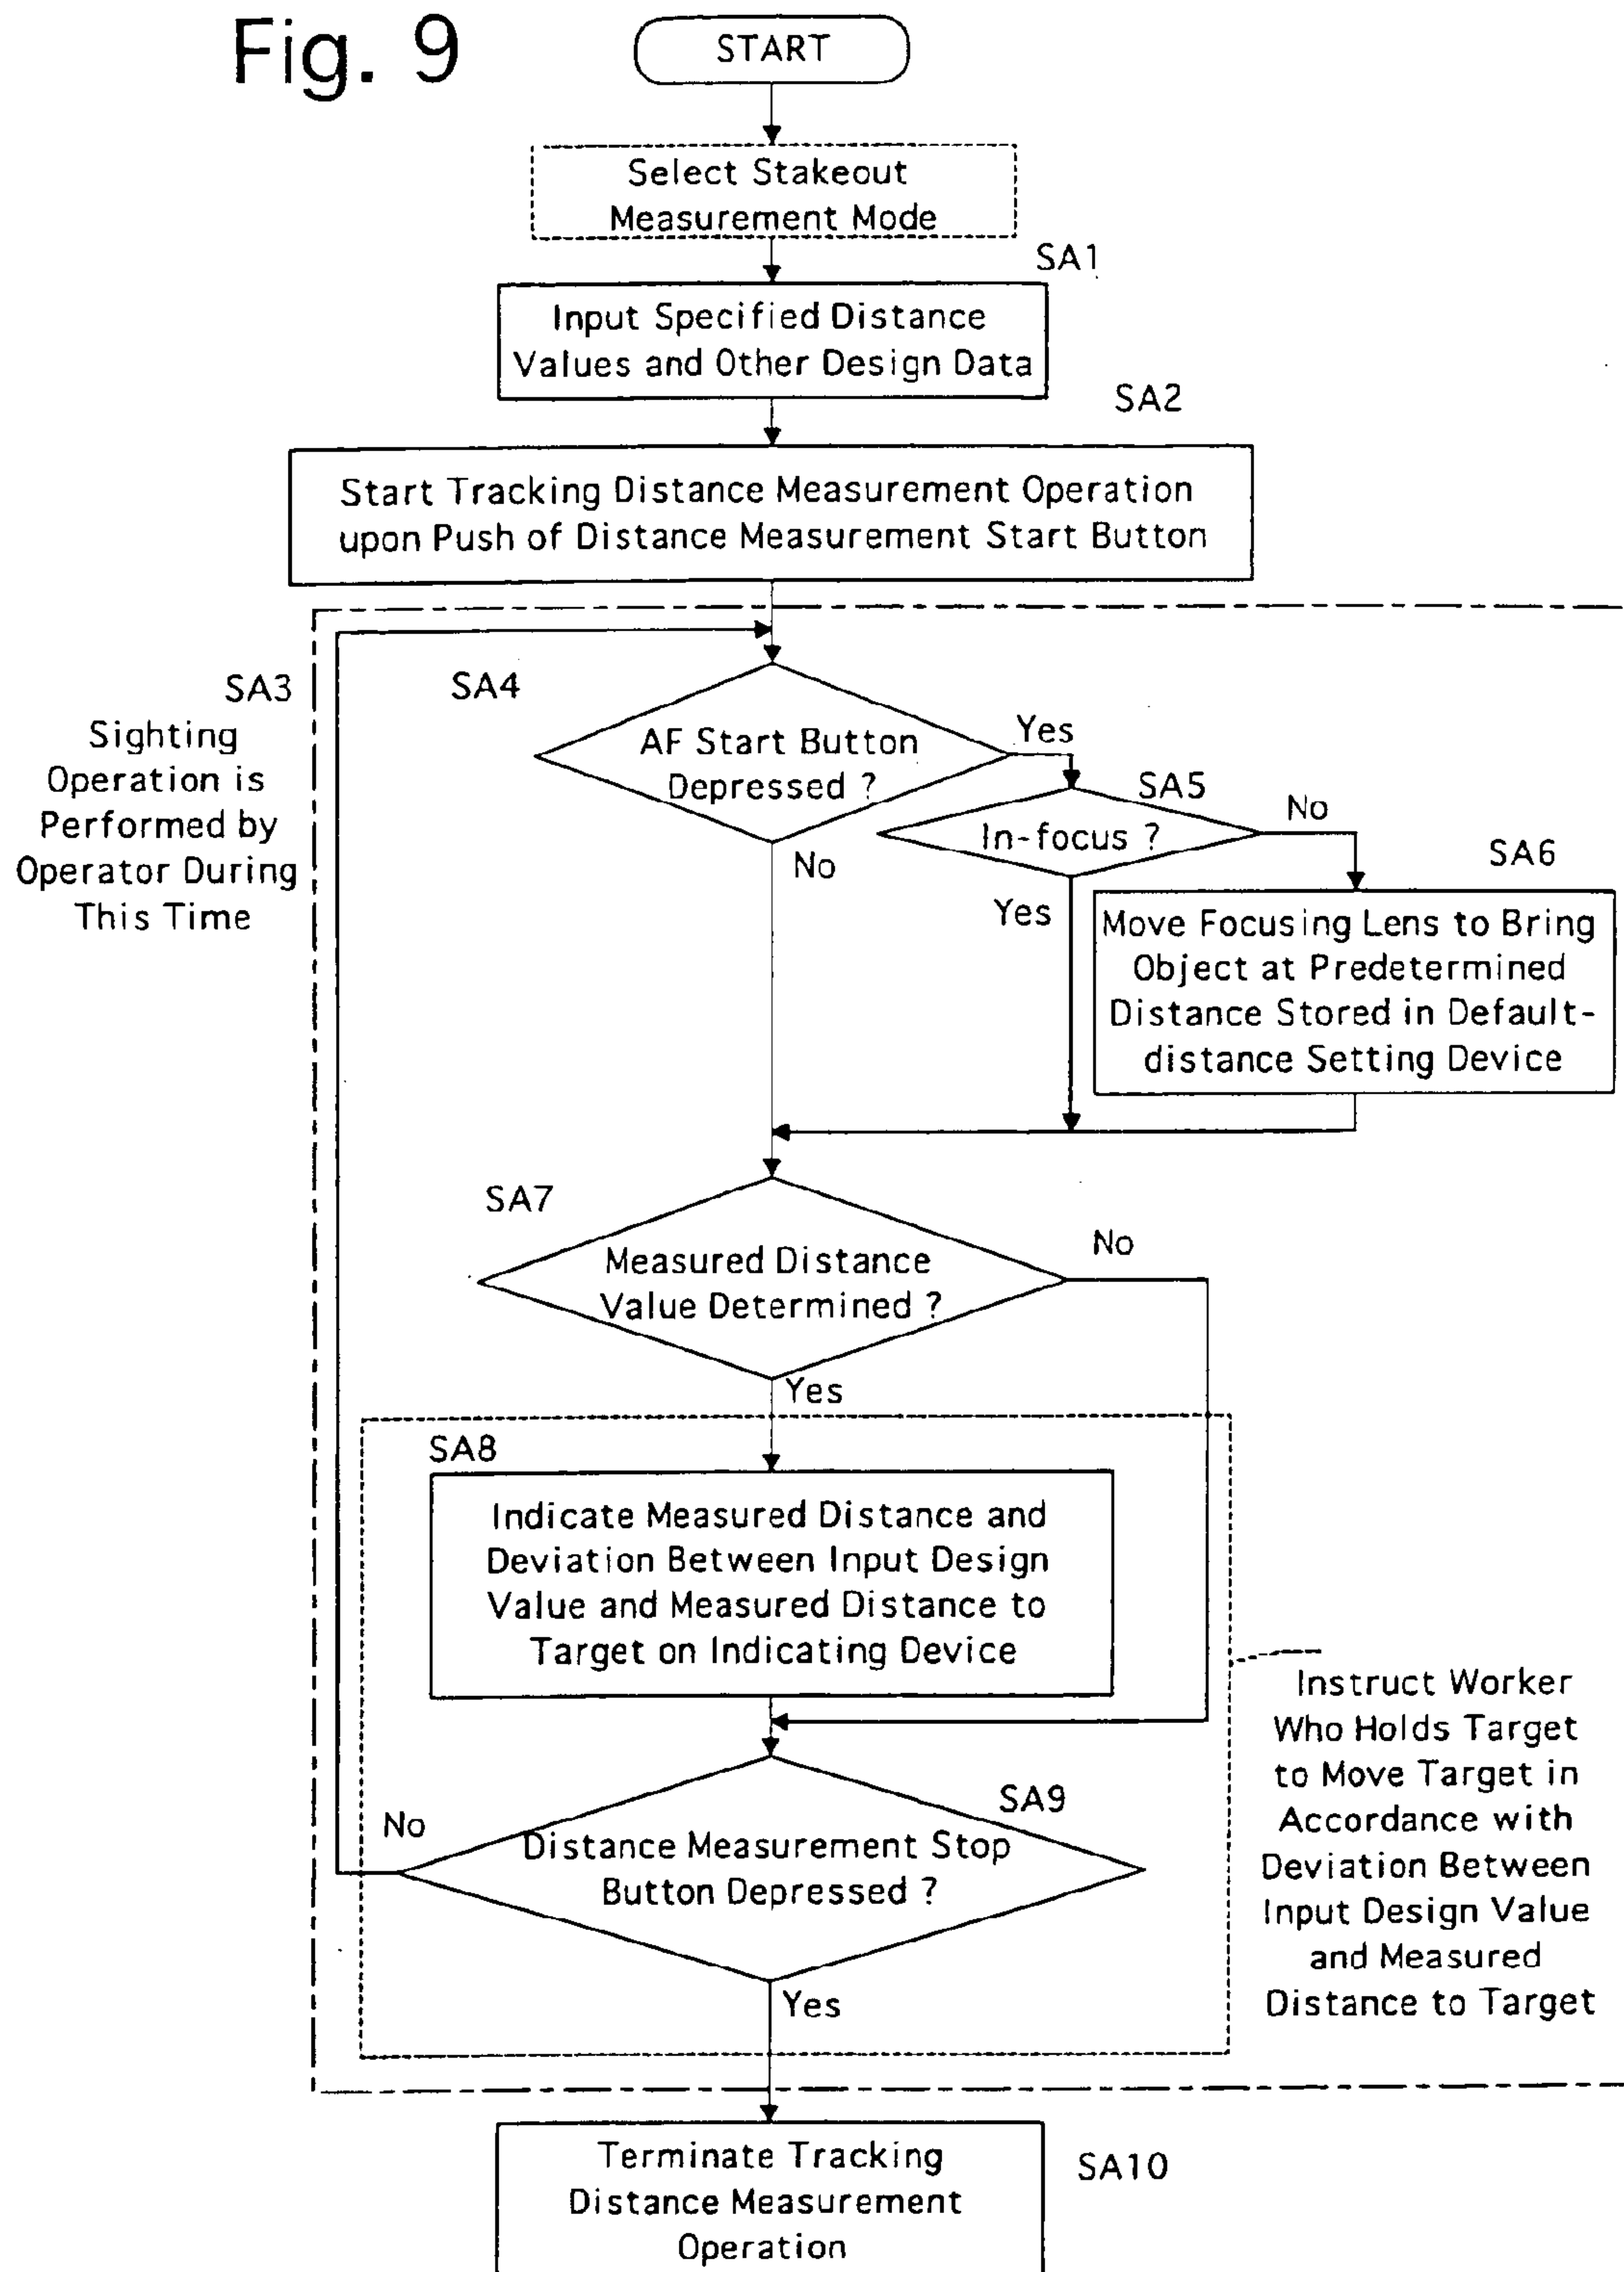 Fig. 9
START
Select Stakeout
Measurement Mode
SA1
Input Specified Distance
Values and Other Design Data
SA2
Start Tracking Distance Measurement Operation
upon Push of Distance Measurement Start Button
SA3
Sighting
Operation is
Performed by
Operator During
This Time
SA4
AF Start Button
Depressed ?
Yes
No
SA5
In-focus ?
No
Yes
SA6
Move Focusing Lens to Bring
Object at Predetermined
Distance Stored in Default-
distance Setting Device
SA7
Measured Distance
Value Determined ?
No
Yes
SA8
Indicate Measured Distance and
Deviation Between Input Design
Value and Measured Distance to
Target on Indicating Device
Instruct Worker
Who Holds Target
to Move Target in
Accordance with
Deviation Between
Input Design Value
and Measured
Distance to Target
SA9
No
Distance Measurement Stop
Button Depressed ?
Yes
Terminate Tracking
Distance Measurement
Operation
SA10